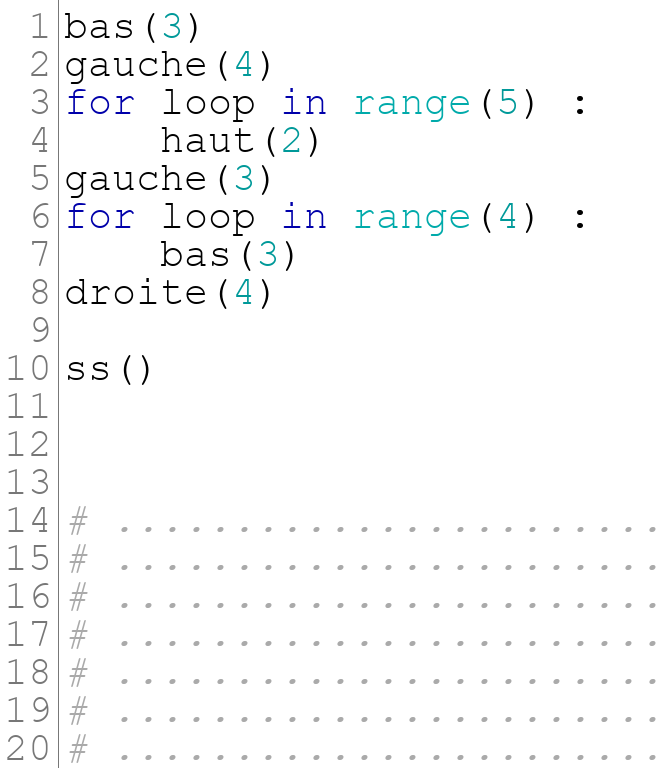 1 bas(3)
2 gauche(4)
3 for loop in range(5) :
4     haut(2)
5 gauche(3)
6 for loop in range(4) :
7     bas(3)
8 droite(4)
9
10 ss()
11
12
13
14 # . . . . . . . . . . . . . . . . . . . . . . .
15 # . . . . . . . . . . . . . . . . . . . . . . .
16 # . . . . . . . . . . . . . . . . . . . . . . .
17 # . . . . . . . . . . . . . . . . . . . . . . .
18 # . . . . . . . . . . . . . . . . . . . . . . .
19 # . . . . . . . . . . . . . . . . . . . . . . .
20 # . . . . . . . . . . . . . . . . . . . . . . .